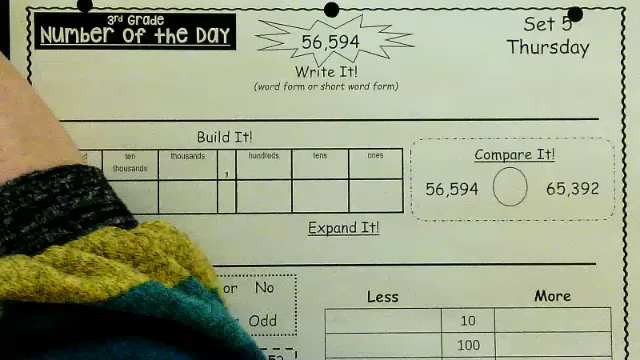 3rd Grade
Number of the Day
56,594
Set 5
Thursday
Write It!
(word form or short word form)
Build It!
ten thousands
thousands
,
hundreds
tens
ones
Compare It!
56,594
65,392
Expand It!
or No
Odd
Less
More
10
100